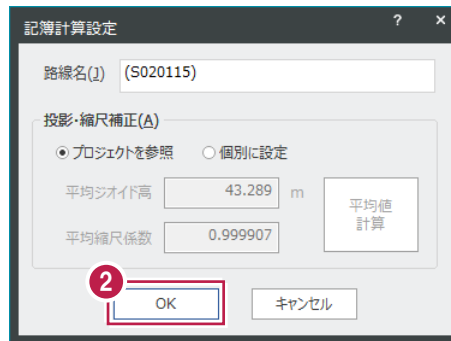 記簿計算設定 ? ×
路線名(J) (S020115)
投影・縮尺補正(A)
プロジェクトを参照 個別に設定
平均ジオイド高 43.289 m
平均値
計算
平均縮尺係数 0.999907
2
OK キャンセル